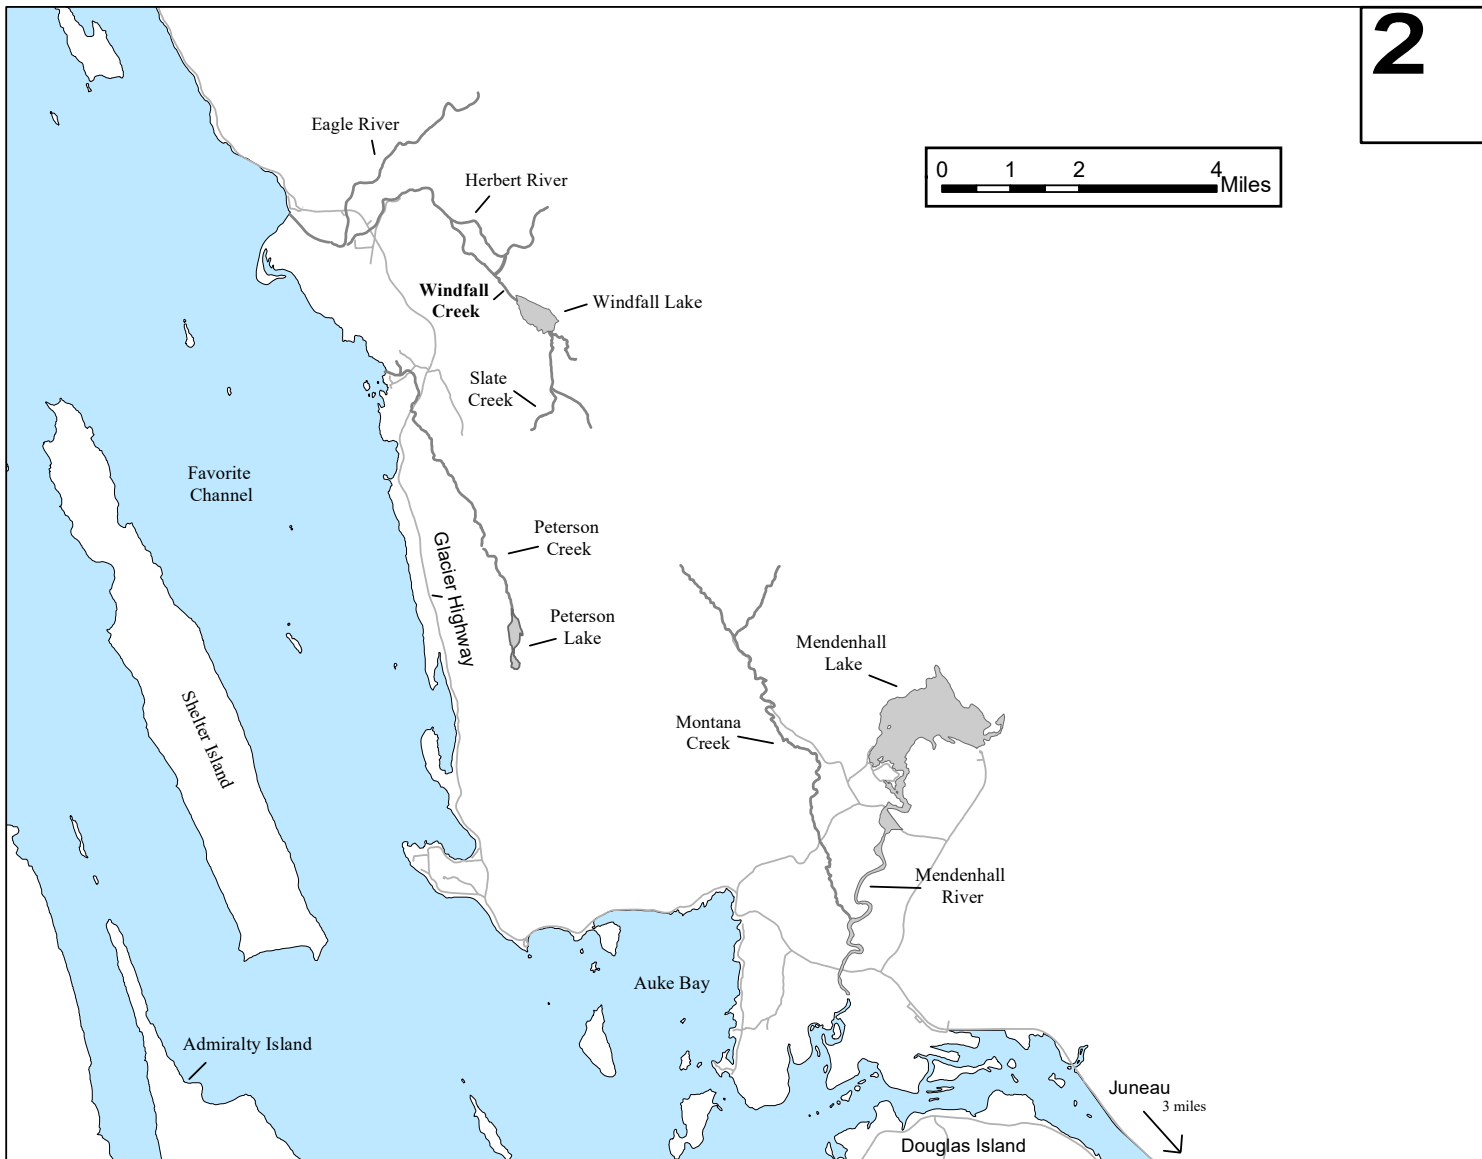 2
Eagle River
0 1 2 4
Miles
Herbert River
Windfall
Creek
Windfall Lake
Slate
Creek
Favorite
Channel
Peterson
Creek
Glacier Highway
Peterson
Lake
Mendenhall
Lake
Shelter Island
Montana
Creek
Mendenhall
River
Auke Bay
Admiralty Island
Juneau
3 miles
Douglas Island